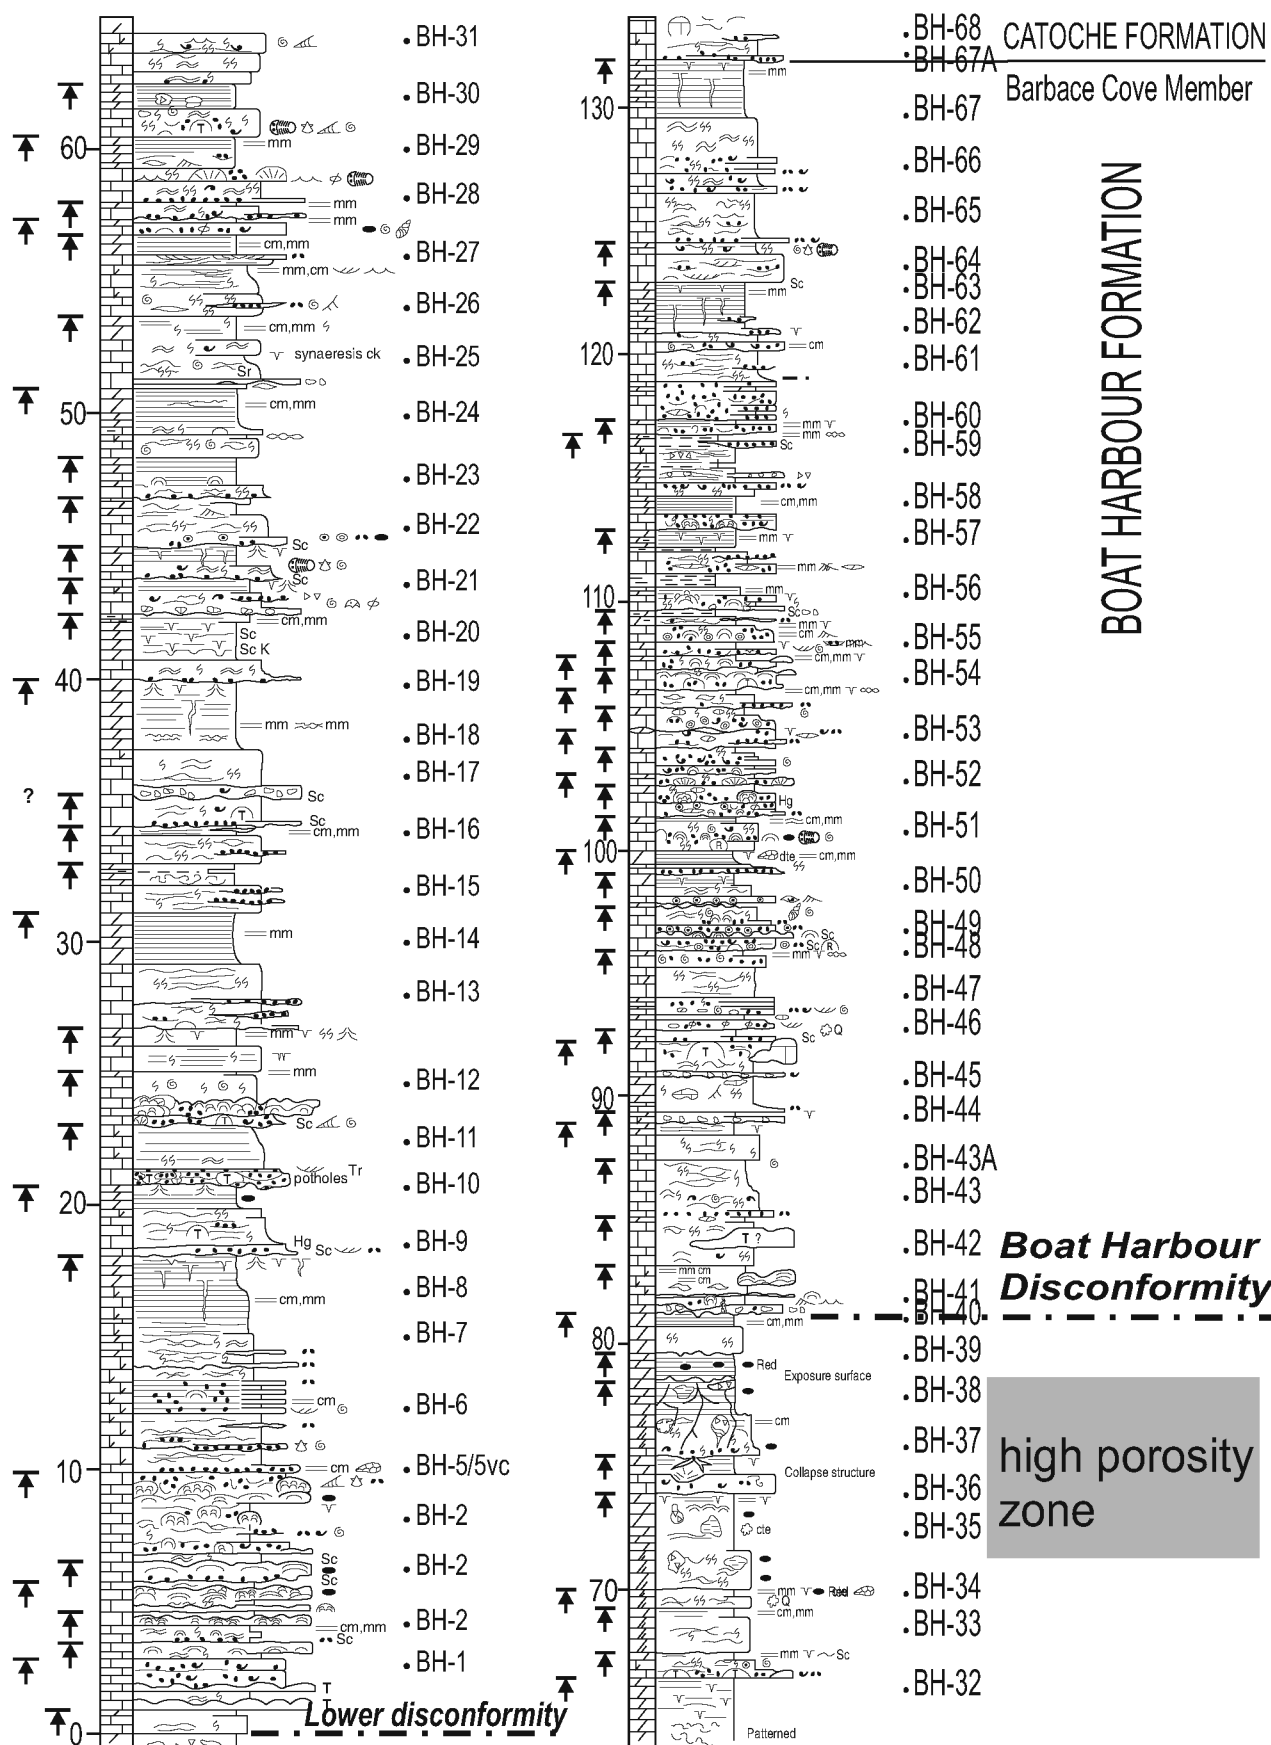 BH-31
BH-30
T
mm
60
BH-29
BH-28
mm
mm
cm,mm
BH-27
mm,cm
BH-26
cm,mm
synaeresis ck
BH-25
Sr
cm,mm
50
BH-24
BH-23
BH-22
Sc
Sc
BH-21
cm,mm
Sc
BH-20
Sc K
40
BH-19
mm mm
BH-18
BH-17
?
Sc
T
Sc
cm,mm
BH-16
BH-15
mm
30
BH-14
BH-13
mm
mm
BH-12
T
Sc
BH-11
Tr
T T
potholes
BH-10
20
T
Hg
Sc
BH-9
BH-8
cm,mm
BH-7
cm
BH-6
10
cm
BH-5/5vc
BH-2
Sc
Sc
BH-2
cm,mm
BH-2
Sc
BH-1
T
T
0
Lower disconformity
T
BH-68
CATOCHE FORMATION
BH-67A
mm
Barbace Cove Member
130
BH-67
BH-66
BH-65
BH-64
Sc
BH-63
mm
BH-62
cm
120
BH-61
BH-60
mm
mm
Sc
BH-59
BH-58
cm,mm
BH-57
mm
mm
BH-56
mm
110
Sc
mm
cm
BH-55
mm
cm,mm
BH-54
cm,mm
BH-53
BH-52
Hg
cm,mm
BH-51
R
100
dte
cm,mm
BH-50
BH-49
Sc
Sc R
BH-48
mm
BH-47
BH-46
Q
Sc
T
BH-45
90
BH-44
BH-43A
BH-43
T ?
BH-42
Boat Harbour
Disconformity
mm cm
cm
BH-41
BH-40
cm,mm
80
BH-39
Red
Exposure surface
BH-38
cm
BH-37
high porosity
zone
Collapse structure
BH-36
BH-35
cte
BH-34
70
mm
Q
cm,mm
BH-33
mm
Sc
T
BH-32
Patterned
BOAT HARBOUR FORMATION